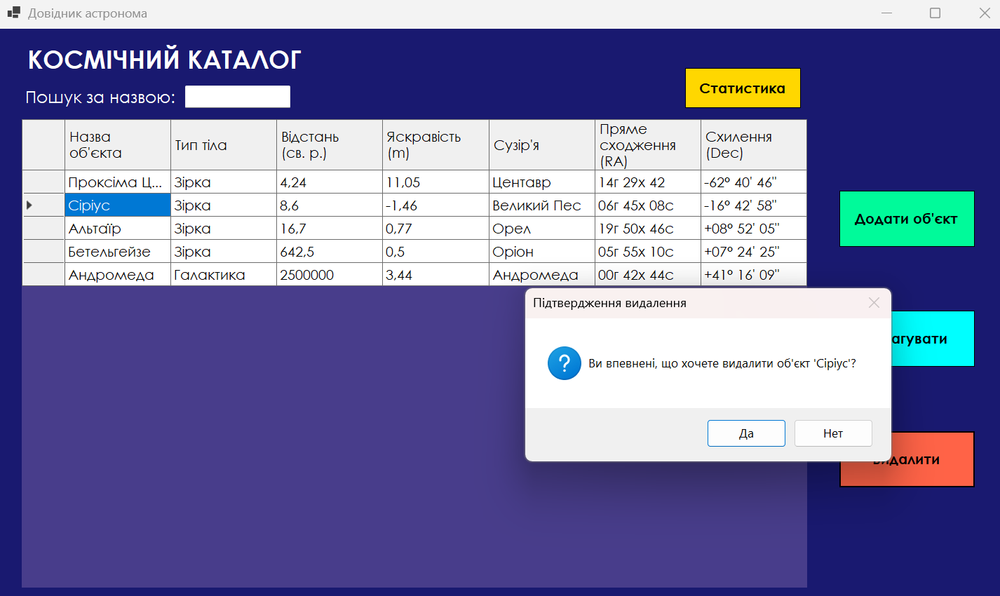 Довідник астронома
КОСМІЧНИЙ КАТАЛОГ
Пошук за назвою:
Статистика
Назва об'єкта Тип тіла Відстань (св. р.) Яскравість (m) Сузір'я Пряме сходження (RA) Схилення (Dec)
Проксіма Ц... Зірка 4,24 11,05 Центавр 14г 29х 42 -62° 40' 46"
Сіріус Зірка 8,6 -1,46 Великий Пес 06г 45х 08с -16° 42' 58"
Альтаїр Зірка 16,7 0,77 Орел 19г 50х 46с +08° 52' 05"
Бетельгейзе Зірка 642,5 0,5 Оріон 05г 55х 10с +07° 24' 25"
Андромеда Галактика 2500000 3,44 Андромеда 00г 42х 44с +41° 16' 09"
Додати об'єкт
агувати
Видалити
Підтвердження видалення
Ви впевнені, що хочете видалити об'єкт 'Сіріус'?
Да Нет